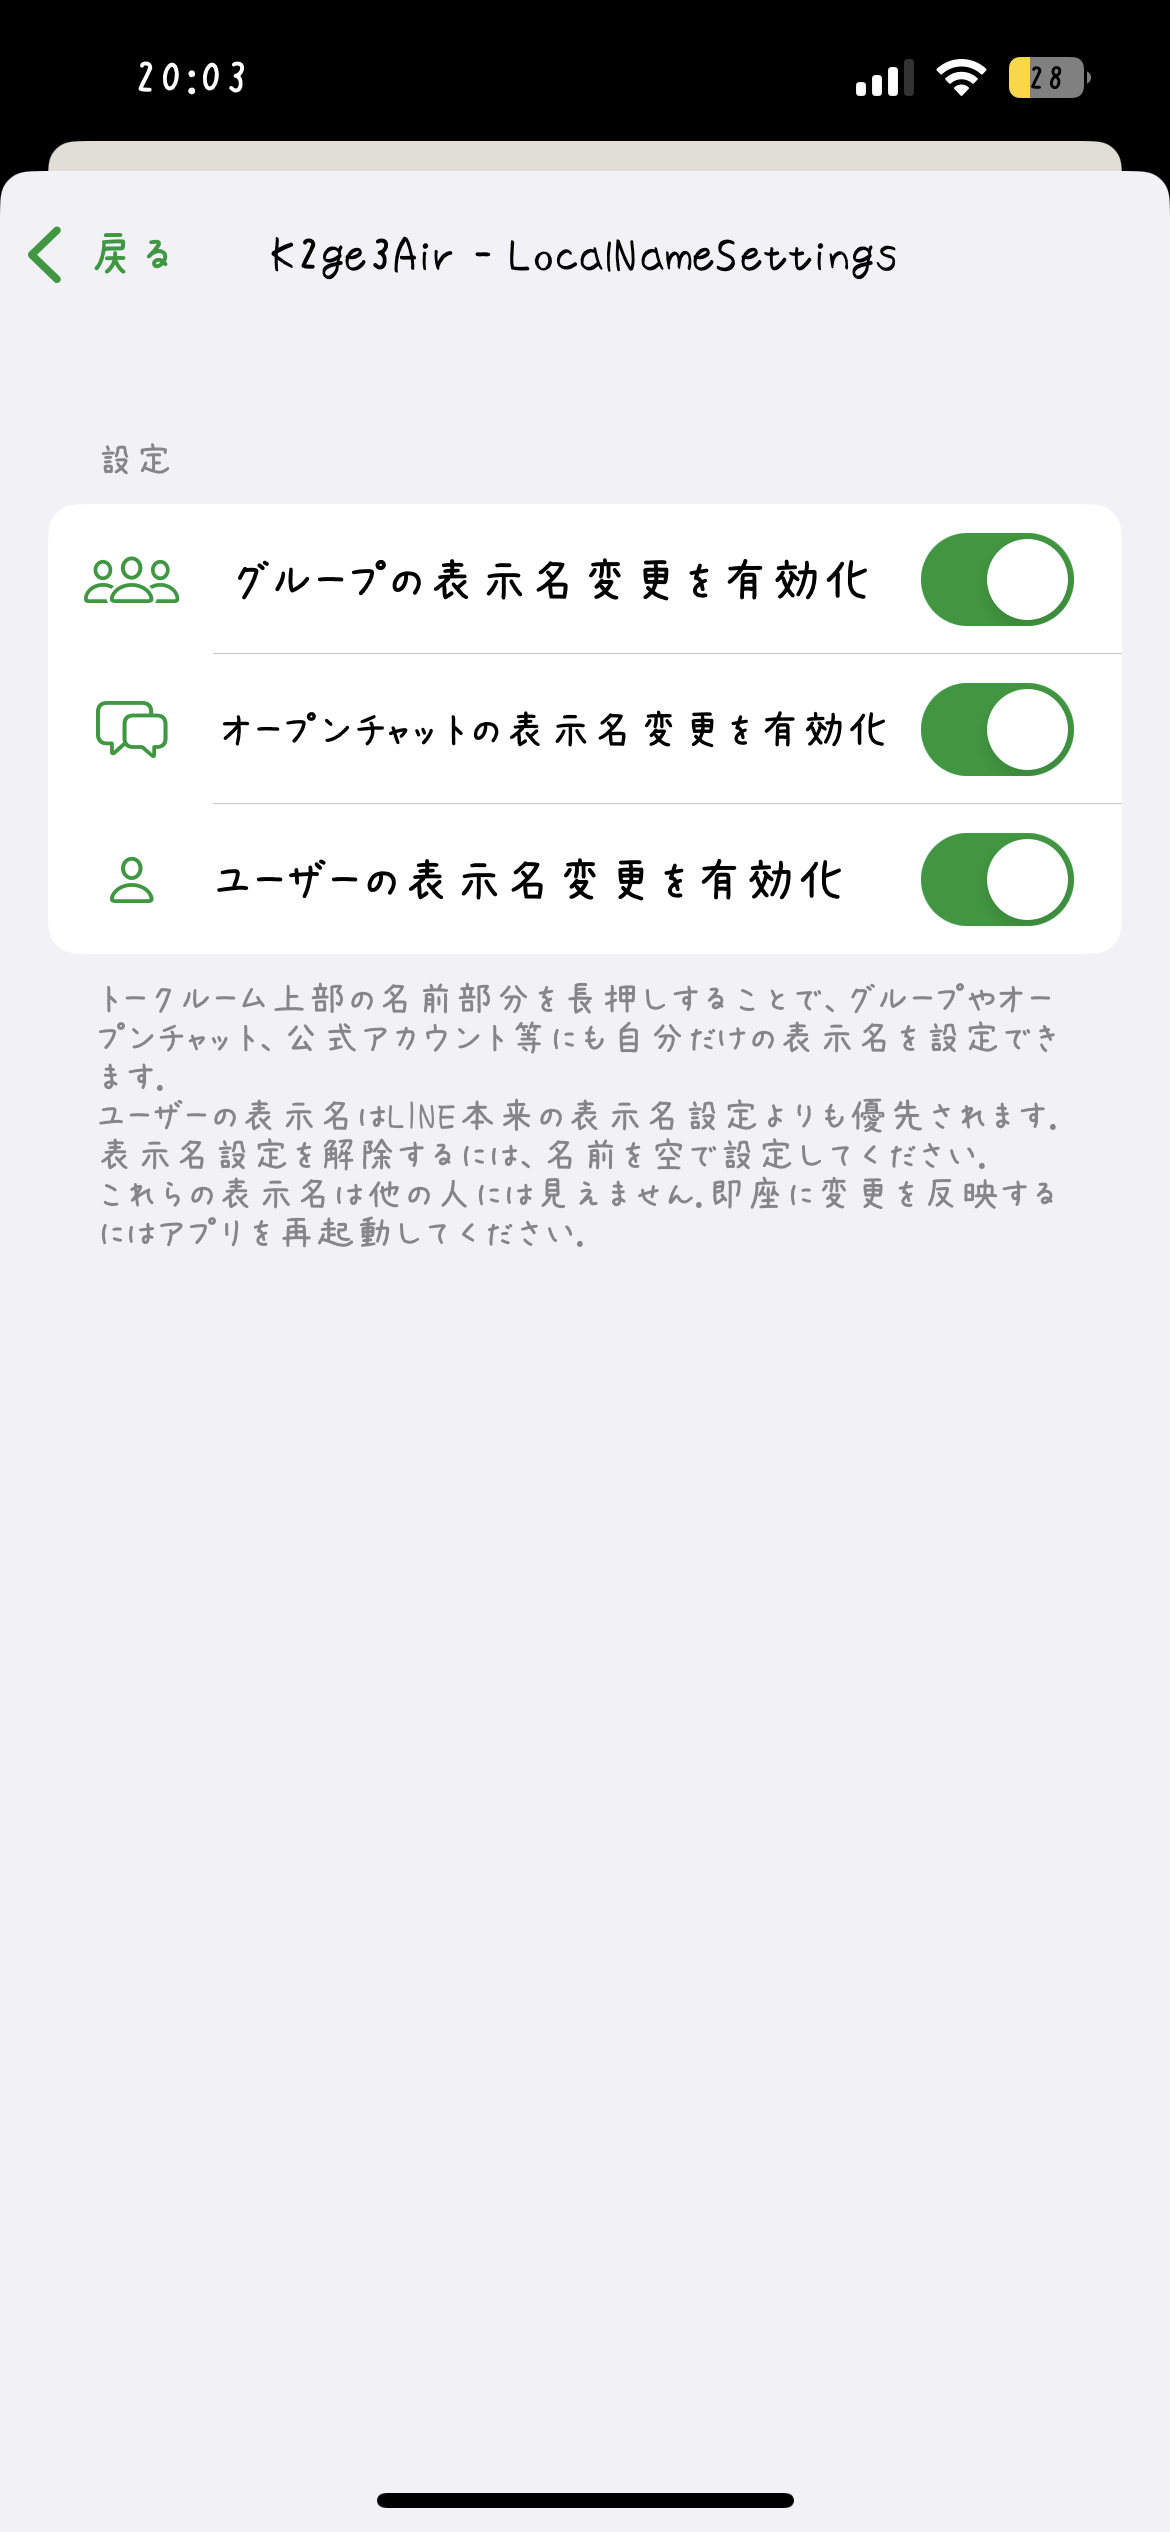 20:03
28
戻る
K2ge3Air - LocalNameSettings
設定
グループの表示名変更を有効化
オープンチャットの表示名変更を有効化
ユーザーの表示名変更を有効化
トークルーム上部の名前部分を長押しすることで、グループやオー
プンチャット、公式アカウント等にも自分だけの表示名を設定でき
ます.
ユーザーの表示名はLINE本来の表示名設定よりも優先されます.
表示名設定を解除するには、名前を空で設定してください.
これらの表示名は他の人には見えません.即座に変更を反映する
にはアプリを再起動してください.